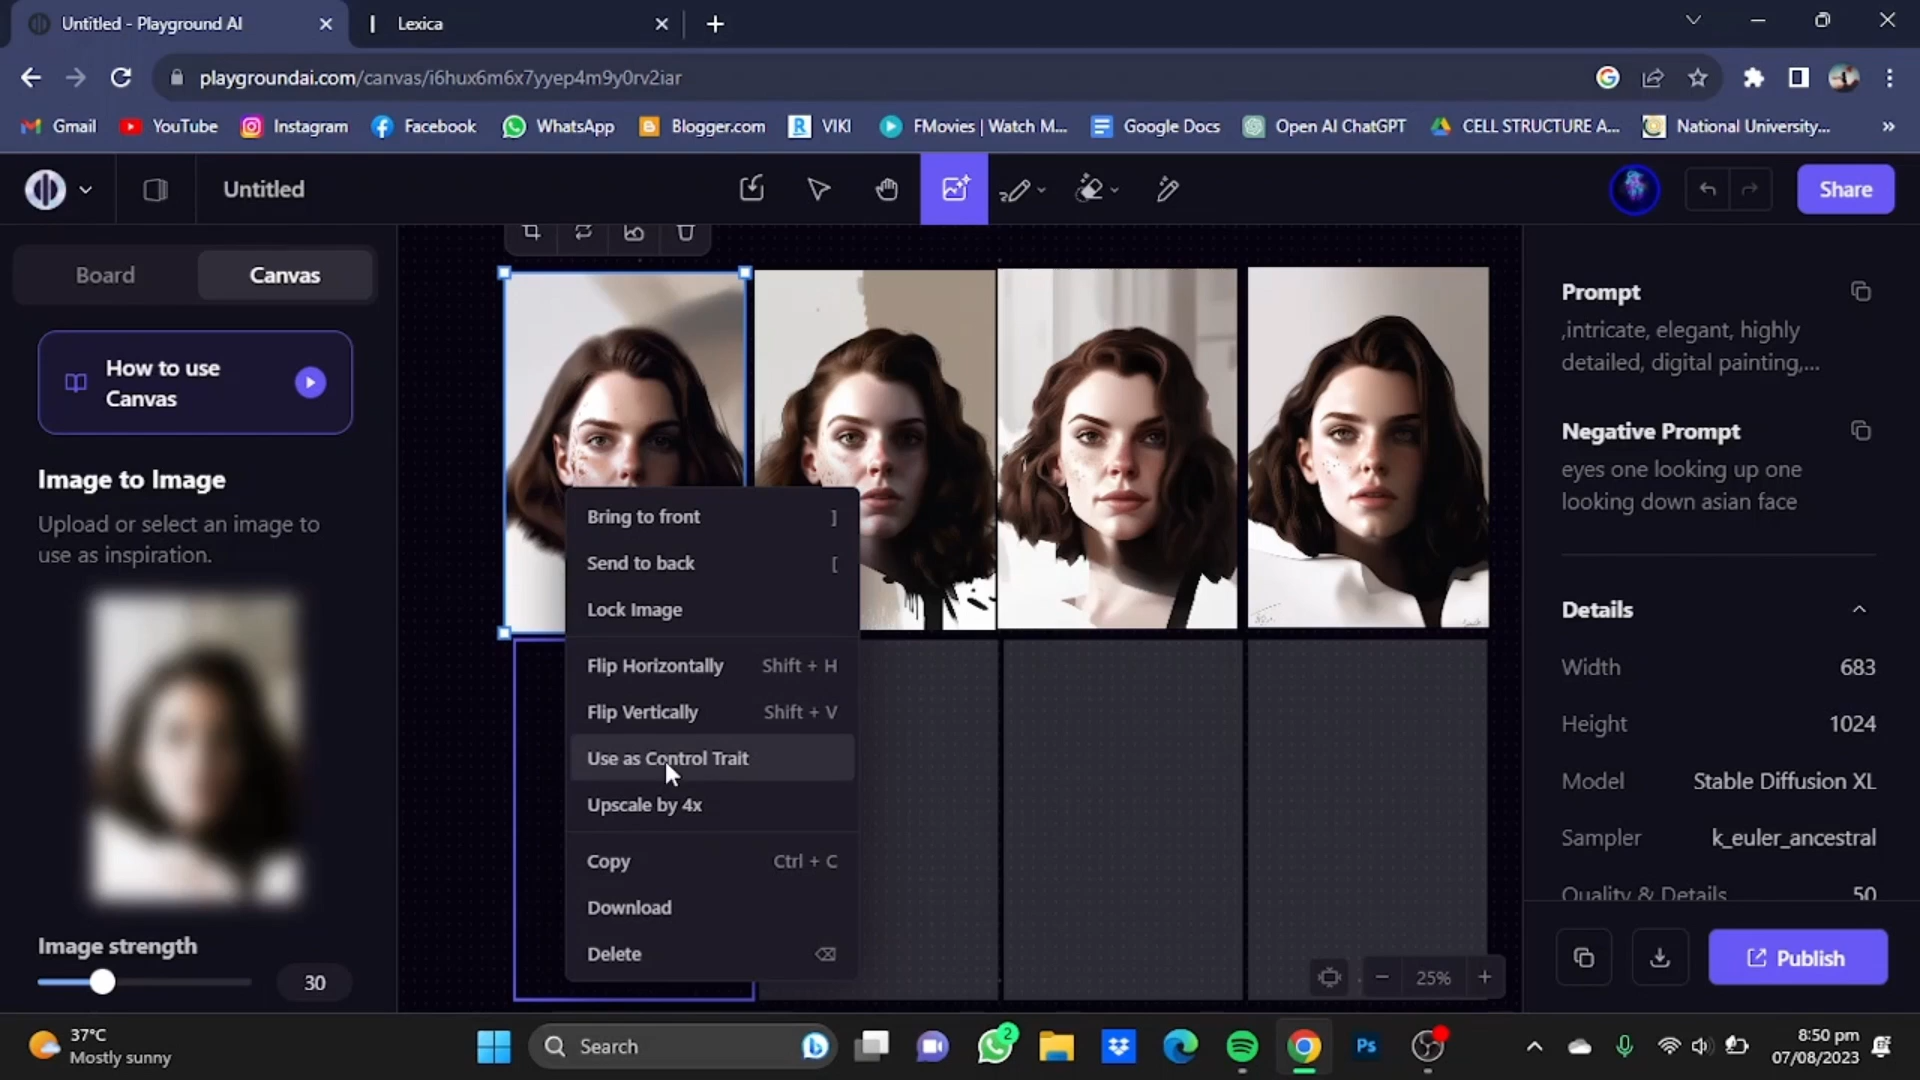 Untitled - Playground AI
Lexica
playgroundai.com/canvas/i6hux6m6x7yyep4m9y0rv2iar
Gmail
YouTube
Instagram
Facebook
WhatsApp
Blogger.com
VIKI
FMovies | Watch M...
Google Docs
Open AI ChatGPT
CELL STRUCTURE A...
National University...
»
Untitled
Share
Board
Canvas
How to use
Canvas
Image to Image
Upload or select an image to
use as inspiration.
Image strength
30
Bring to front ]
Send to back [
Lock Image
Flip Horizontally Shift + H
Flip Vertically Shift + V
Use as Control Trait
Upscale by 4x
Copy Ctrl + C
Download
Delete
25%
Prompt
,intricate, elegant, highly
detailed, digital painting,...
Negative Prompt
eyes one looking up one
looking down asian face
Details
Width 683
Height 1024
Model Stable Diffusion XL
Sampler k_euler_ancestral
Quality & Details 50
Publish
37°C
Mostly sunny
Search
2
Ps
8:50 pm
07/08/2023